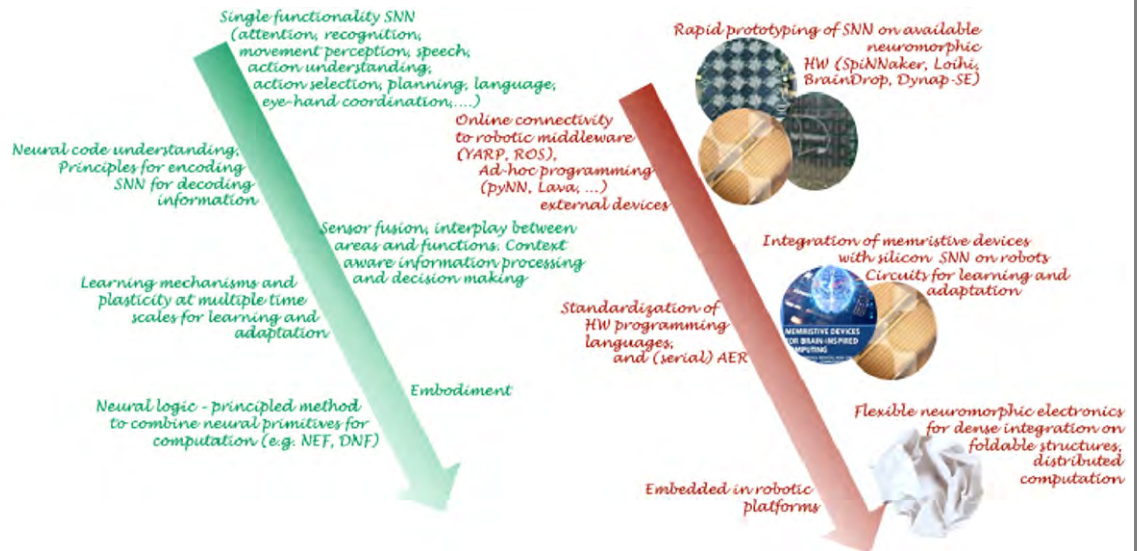 Single functionality SNN
(attention, recognition,
movement perception, speech,
action understanding,
action selection, planning, language,
eye-hand coordination,....)
Neural code understanding,
Principles for encoding
SNN for decoding
information
Sensor fusion, interplay between
areas and functions. Context
aware information processing
and decision making
Learning mechanisms and
plasticity at multiple time
scales for learning and
adaptation
Embodiment
Neural logic - principled method
to combine neural primitives for
computation (e.g. NEF, DNF)
Rapid prototyping of SNN on available
neuromorphic
HW (SpiNNaker, Loihi,
BrainDrop, Dynap-SE)
Online connectivity
to robotic middleware
(YARP, ROS),
Ad-hoc programming
(pyNN, Lava, ...)
external devices
Integration of memristive devices
with silicon SNN on robots
Circuits for learning and
adaptation
MEMRISTIVE DEVICES
FOR BRAIN-INSPIRED
COMPUTING
Standardization of
HW programming
languages,
and (serial) AER
Flexible neuromorphic electronics
for dense integration on
foldable structures,
distributed
computation
Embedded in robotic
platforms